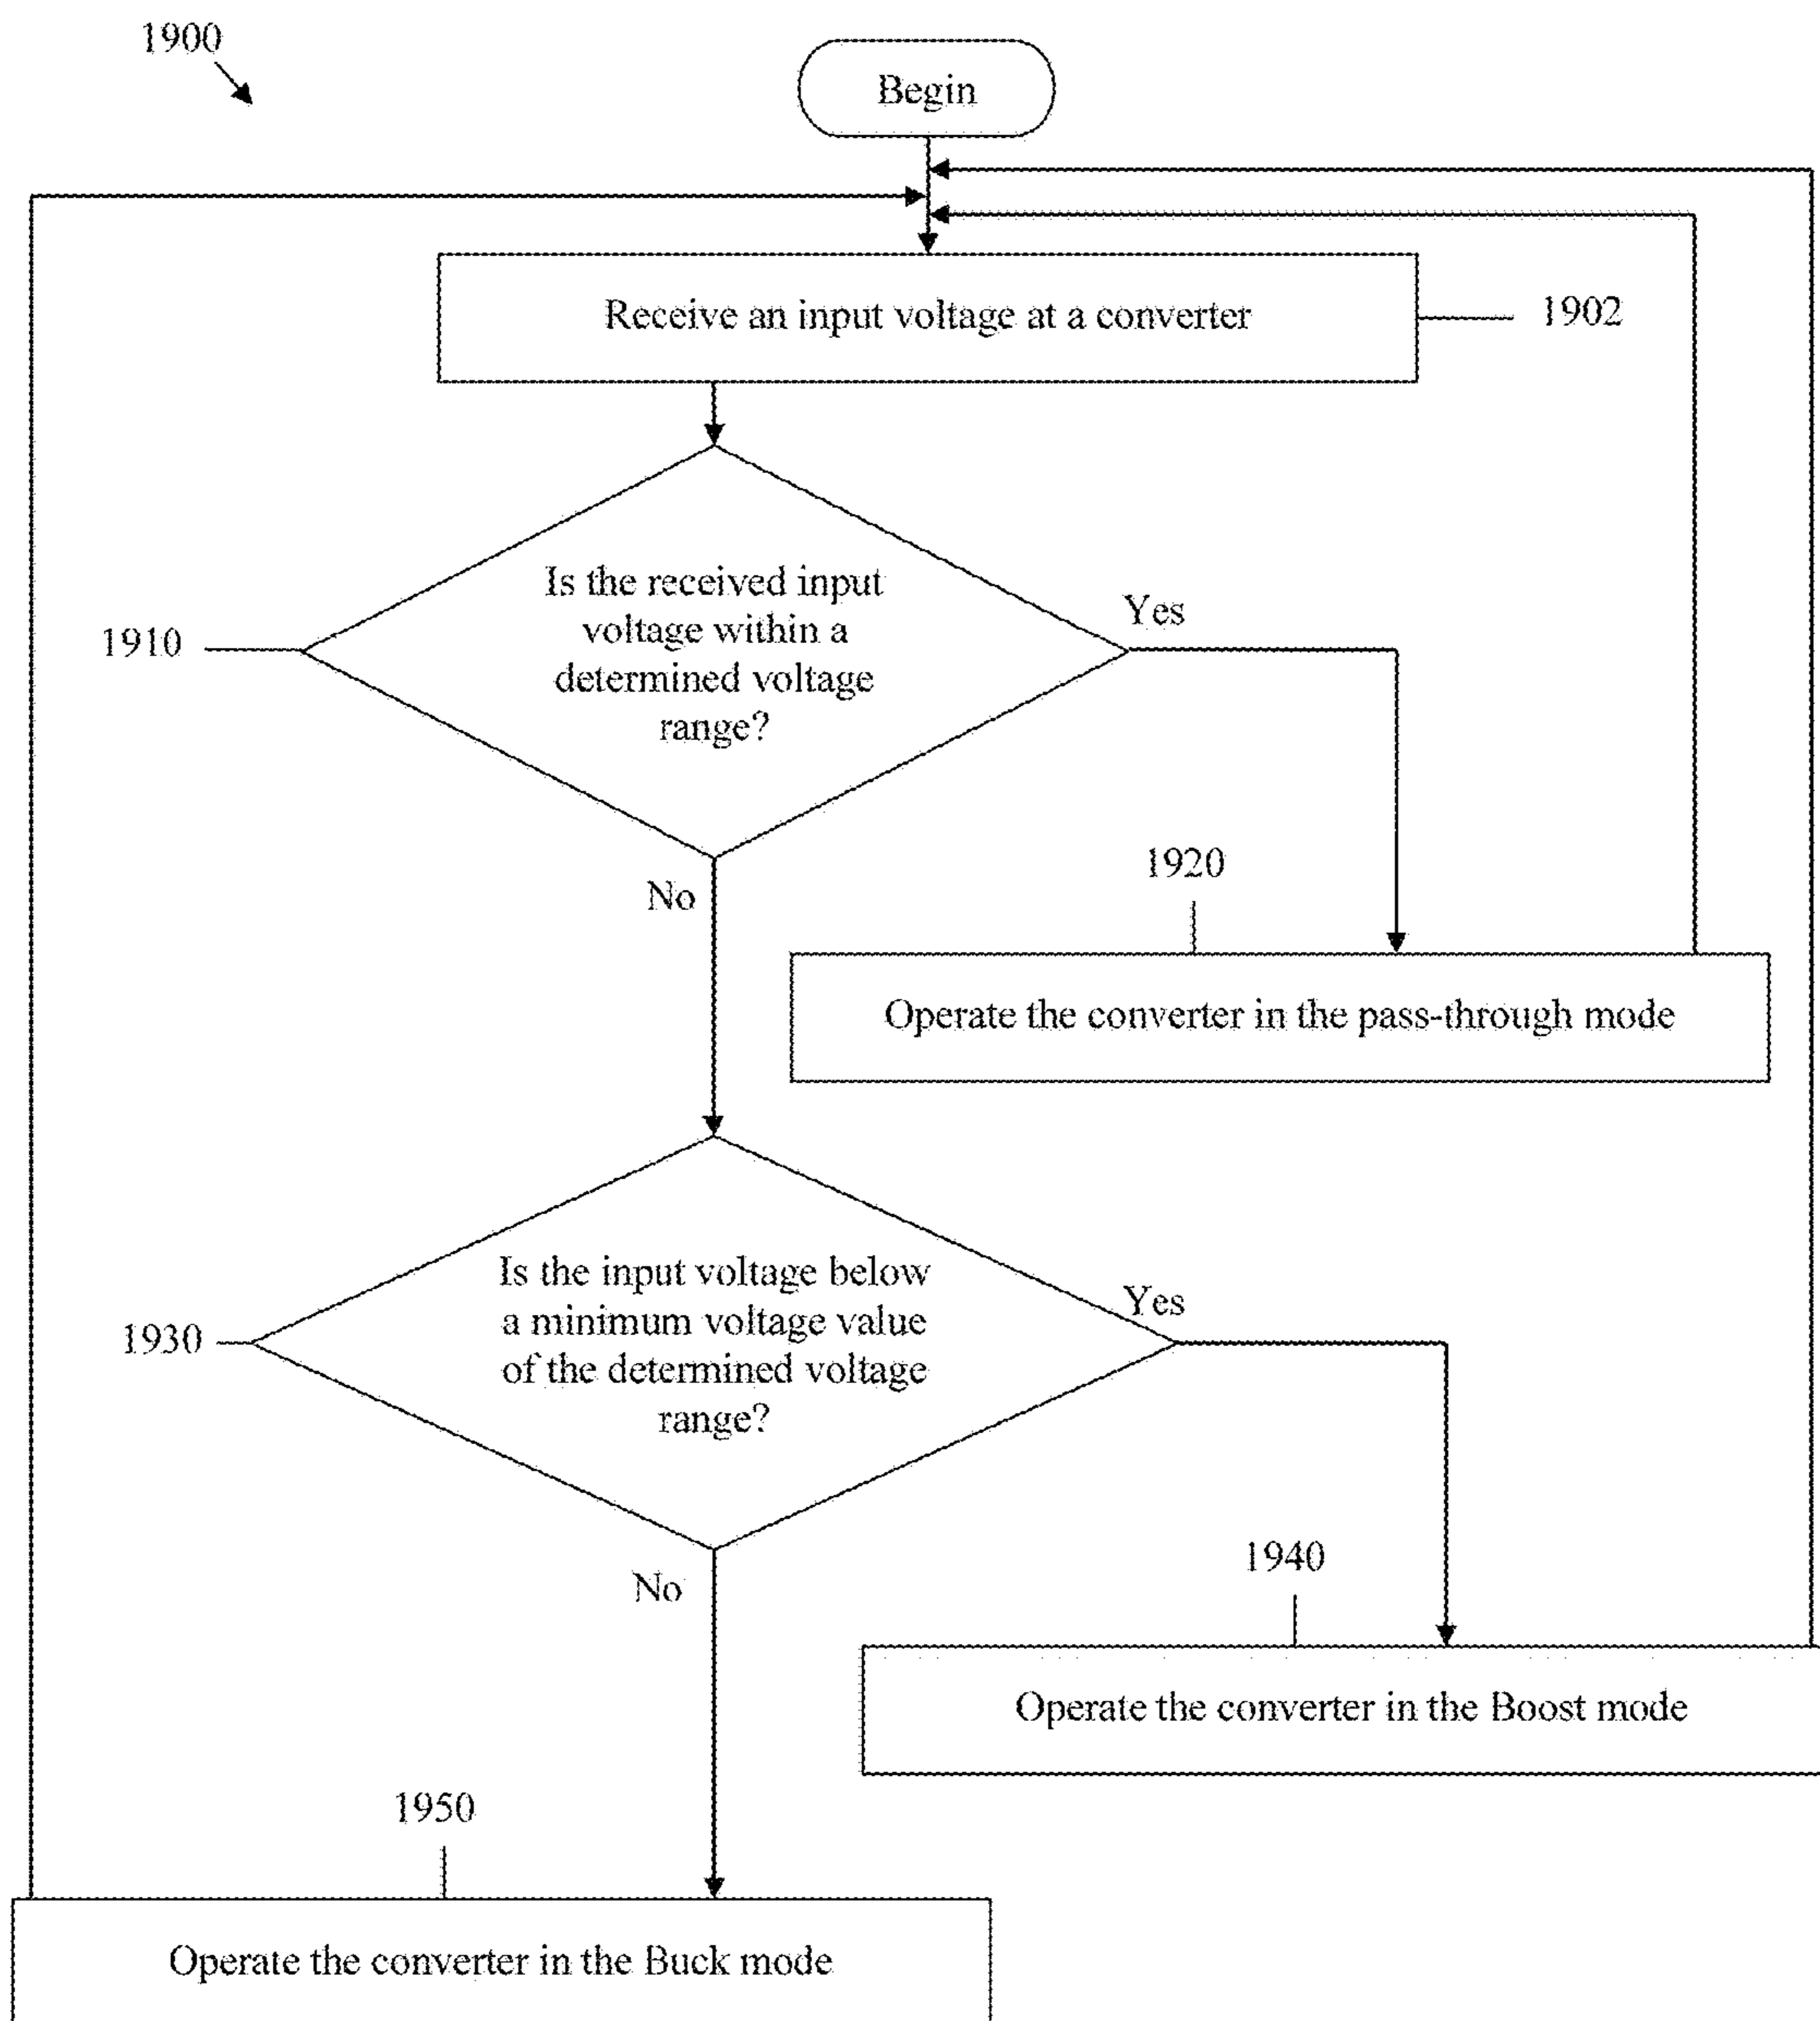 1900
Begin
Receive an input voltage at a converter
1902
Is the received input
voltage within a
determined voltage
range?
1910
Yes
No
1920
Operate the converter in the pass-through mode
Is the input voltage below
a minimum voltage value
of the determined voltage
range?
1930
Yes
No
1940
Operate the converter in the Boost mode
1950
Operate the converter in the Buck mode